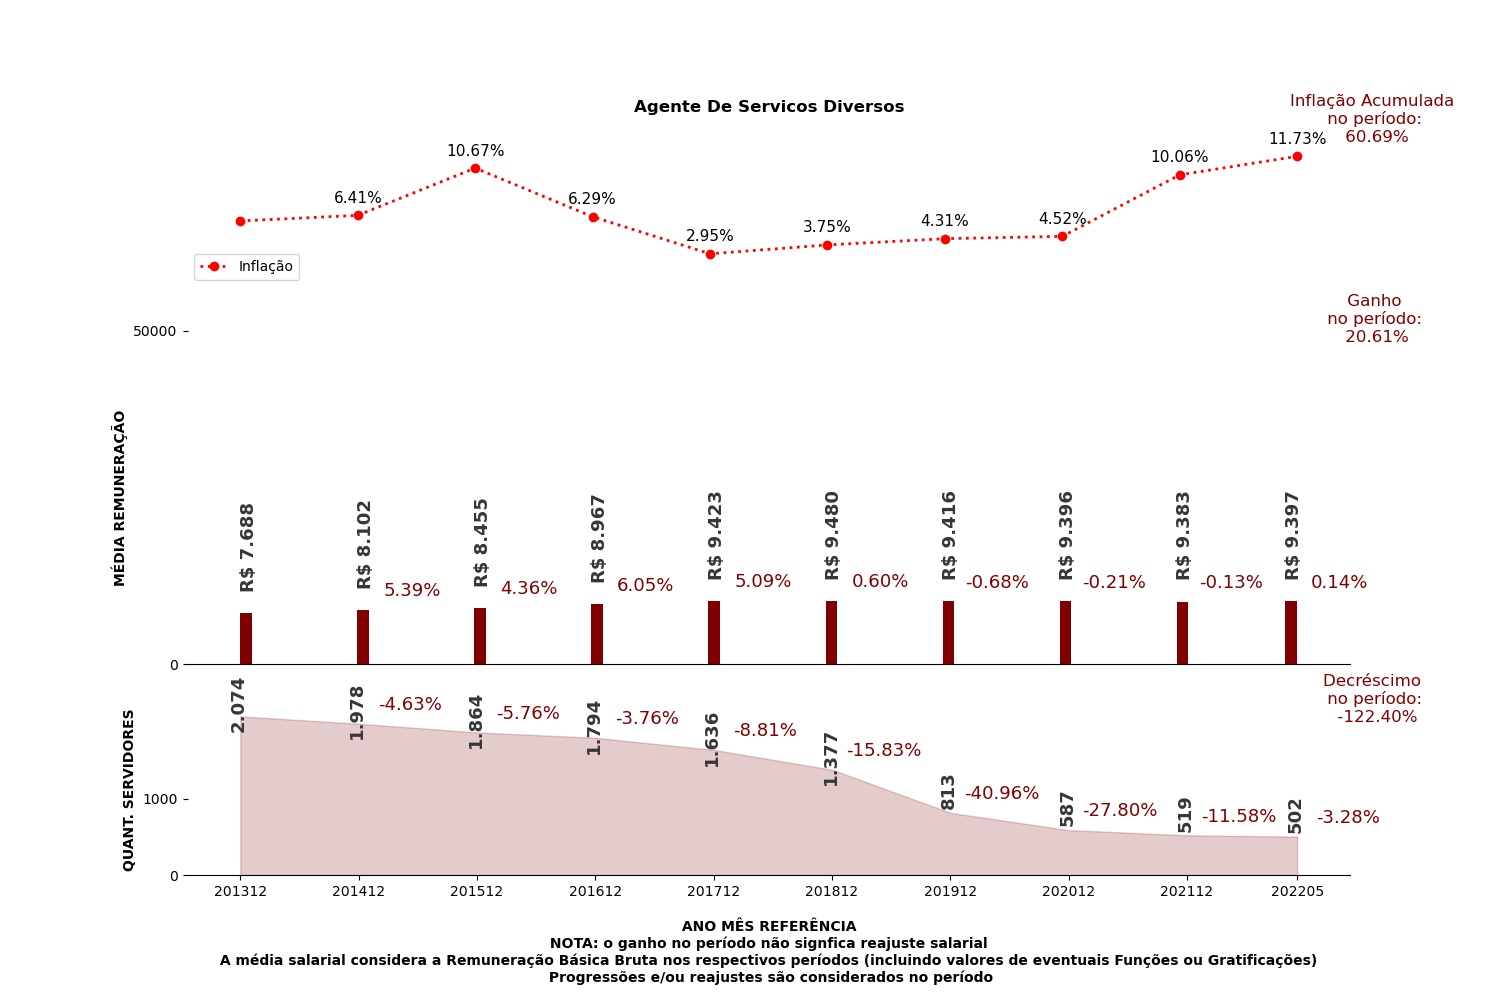 Agente De Servicos Diversos
Inflação Acumulada
no período:
60.69%
6.41%
10.67%
6.29%
2.95%
3.75%
4.31%
4.52%
10.06%
11.73%
Inflação
Ganho
no período:
20.61%
50000
0
MÉDIA REMUNERAÇÃO
R$ 7.688
R$ 8.102
R$ 8.455
R$ 8.967
R$ 9.423
R$ 9.480
R$ 9.416
R$ 9.396
R$ 9.383
R$ 9.397
5.39%
4.36%
6.05%
5.09%
0.60%
-0.68%
-0.21%
-0.13%
0.14%
Decréscimo
no período:
-122.40%
QUANT. SERVIDORES
1000
0
2.074
1.978
1.864
1.794
1.636
1.377
813
587
519
502
-4.63%
-5.76%
-3.76%
-8.81%
-15.83%
-40.96%
-27.80%
-11.58%
-3.28%
201312
201412
201512
201612
201712
201812
201912
202012
202112
202205
ANO MÊS REFERÊNCIA
NOTA: o ganho no período não signfica reajuste salarial
A média salarial considera a Remuneração Básica Bruta nos respectivos períodos (incluindo valores de eventuais Funções ou Gratificações)
Progressões e/ou reajustes são considerados no período